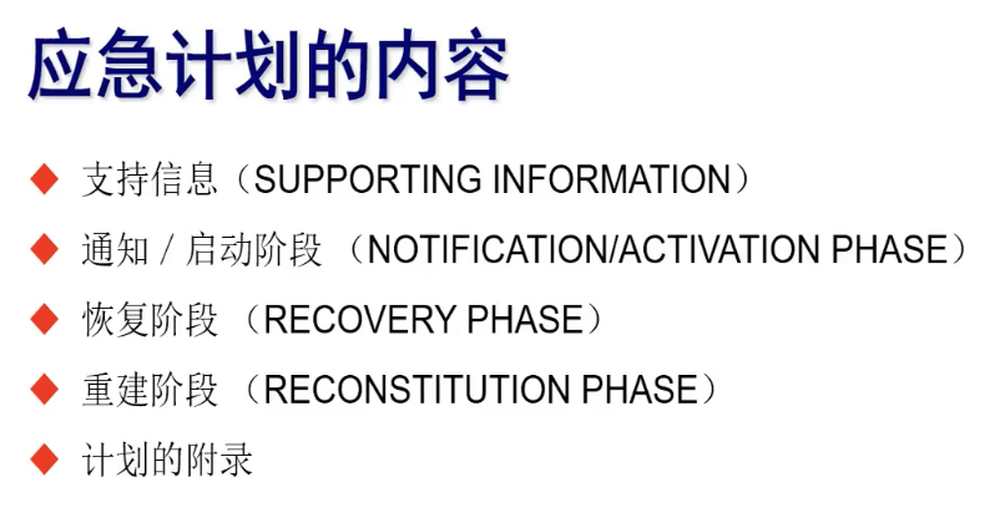 应急计划的内容
支持信息（SUPPORTING INFORMATION）
通知 / 启动阶段 （NOTIFICATION/ACTIVATION PHASE）
恢复阶段 （RECOVERY PHASE）
重建阶段 （RECONSTITUTION PHASE）
计划的附录